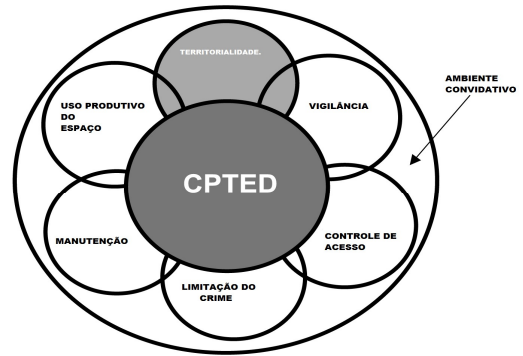 TERRITORIALIDADE.
USO PRODUTIVO
DO
ESPAÇO
VIGILÂNCIA
AMBIENTE
CONVIDATIVO
CPTED
MANUTENÇÃO
CONTROLE DE
ACESSO
LIMITAÇÃO DO
CRIME